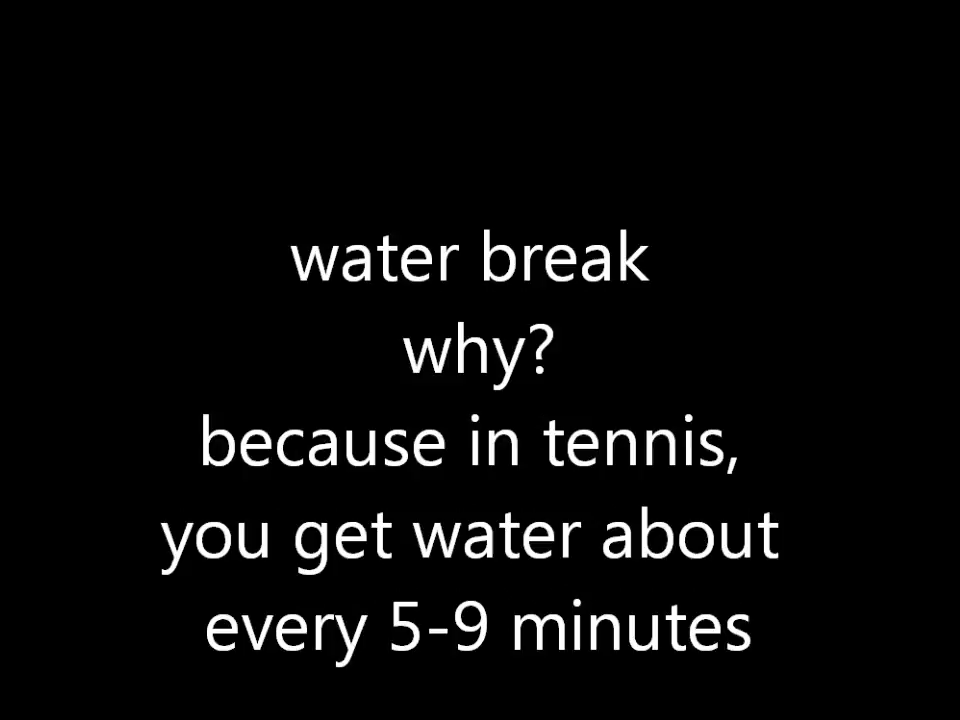 water break
why?
because in tennis,
you get water about
every 5-9 minutes